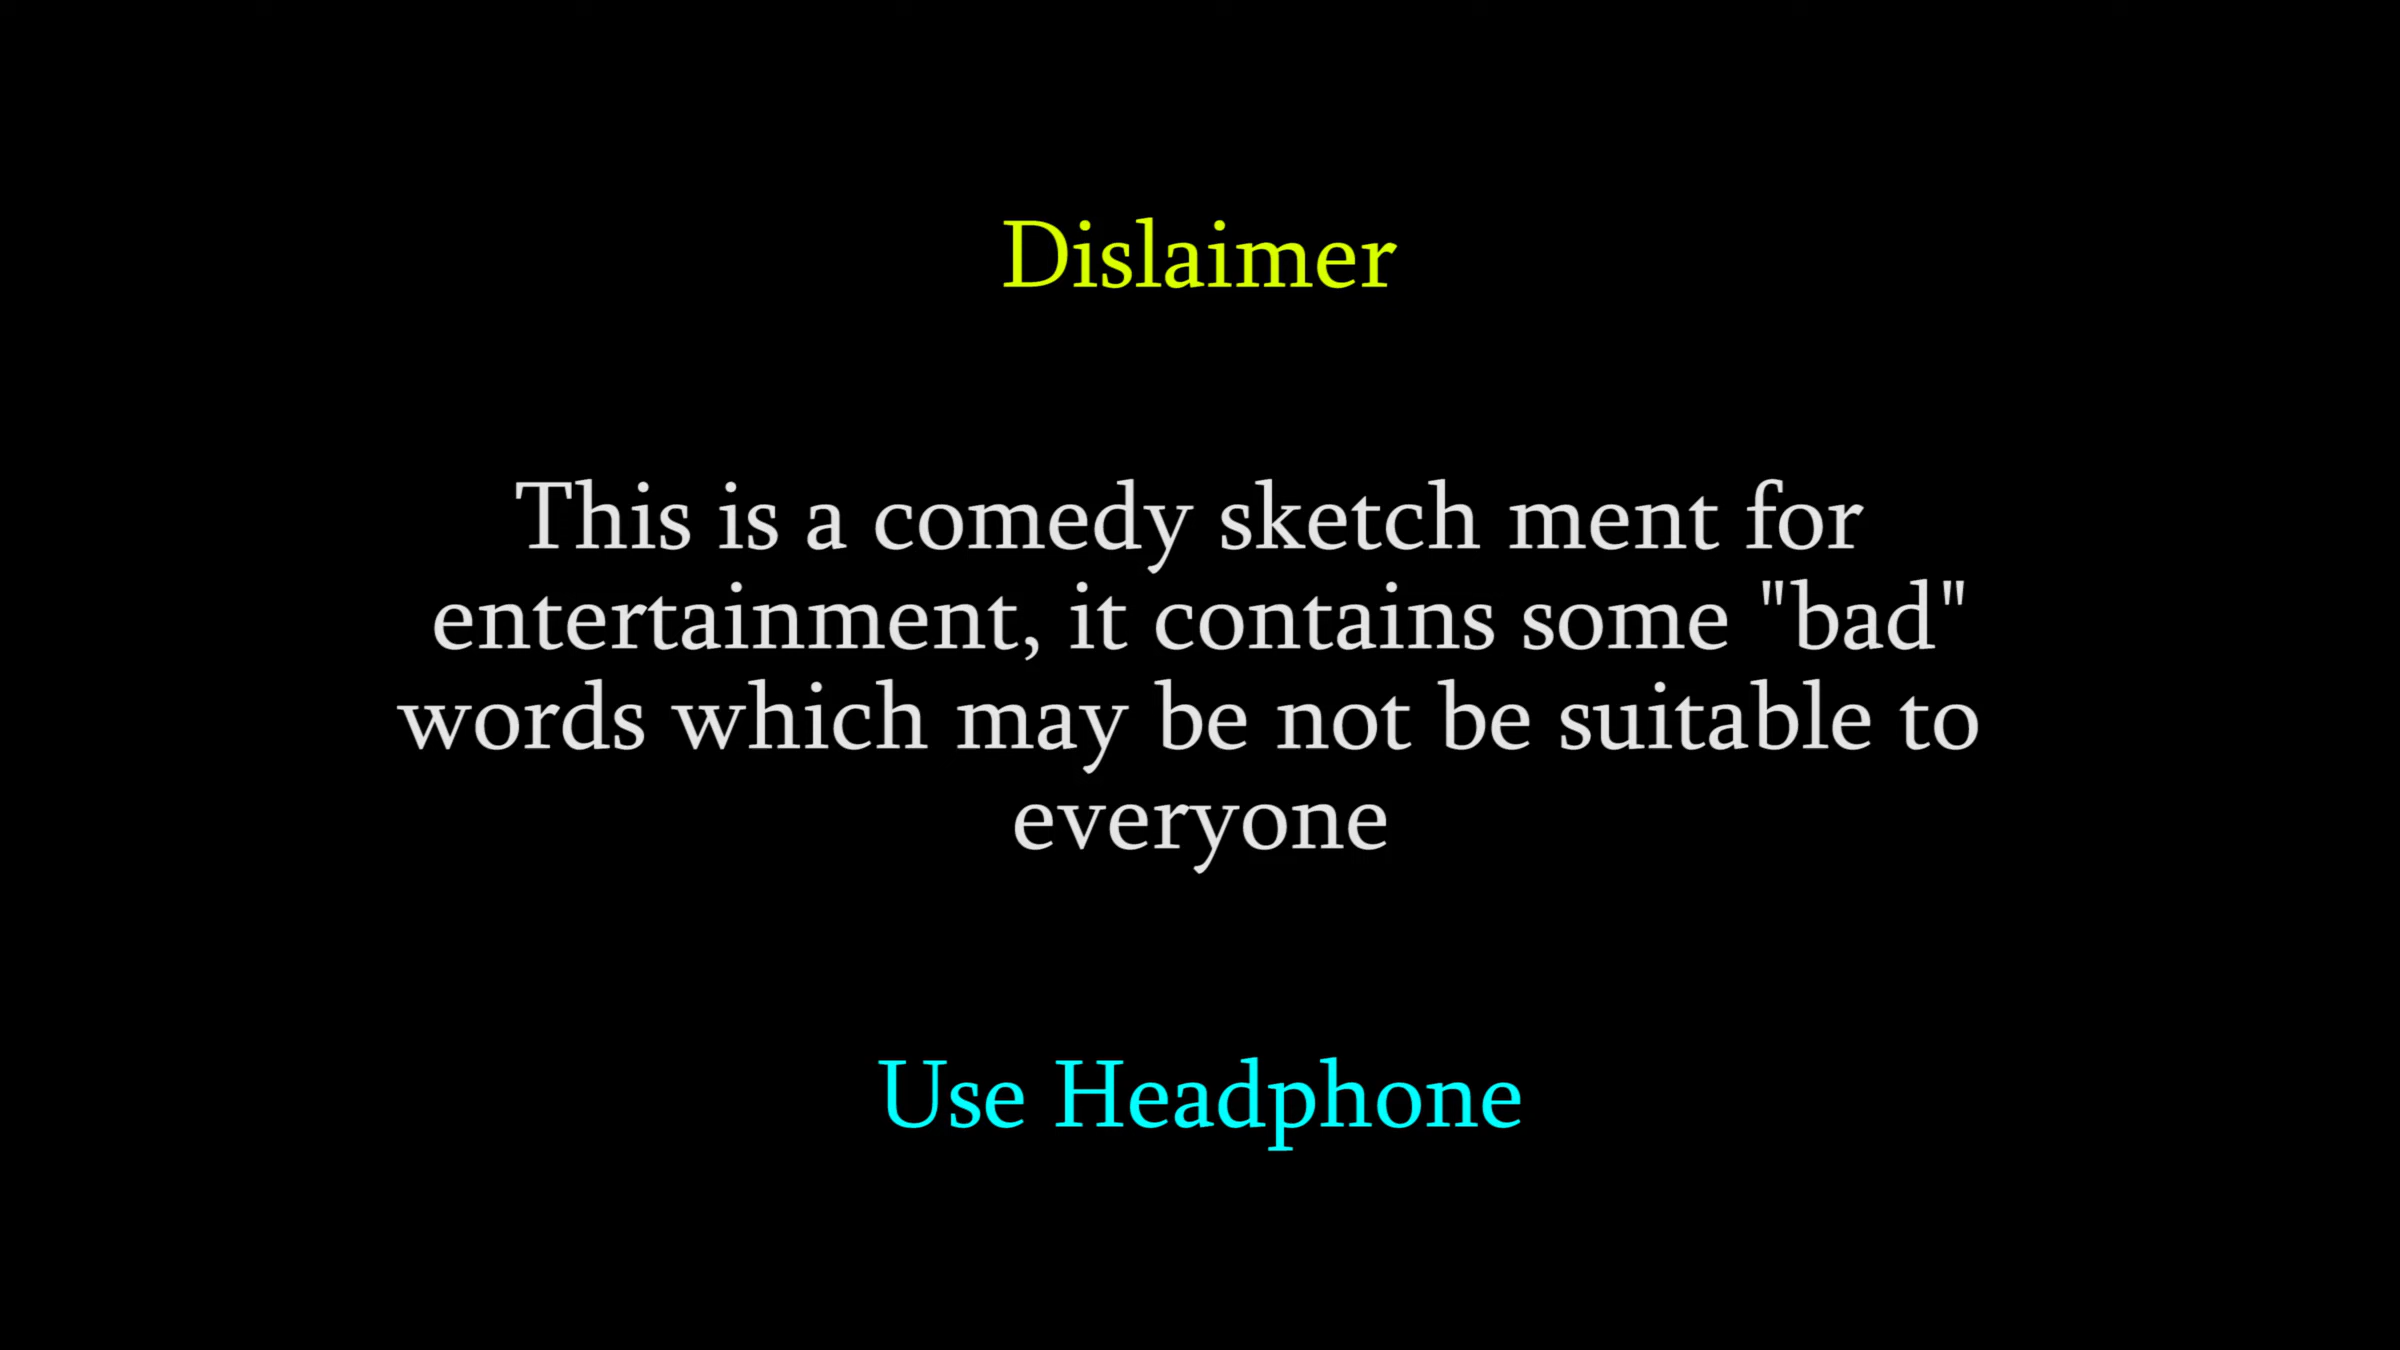 Dislaimer
This is a comedy sketch ment for
entertainment, it contains some "bad"
words which may be not be suitable to
everyone
Use Headphone